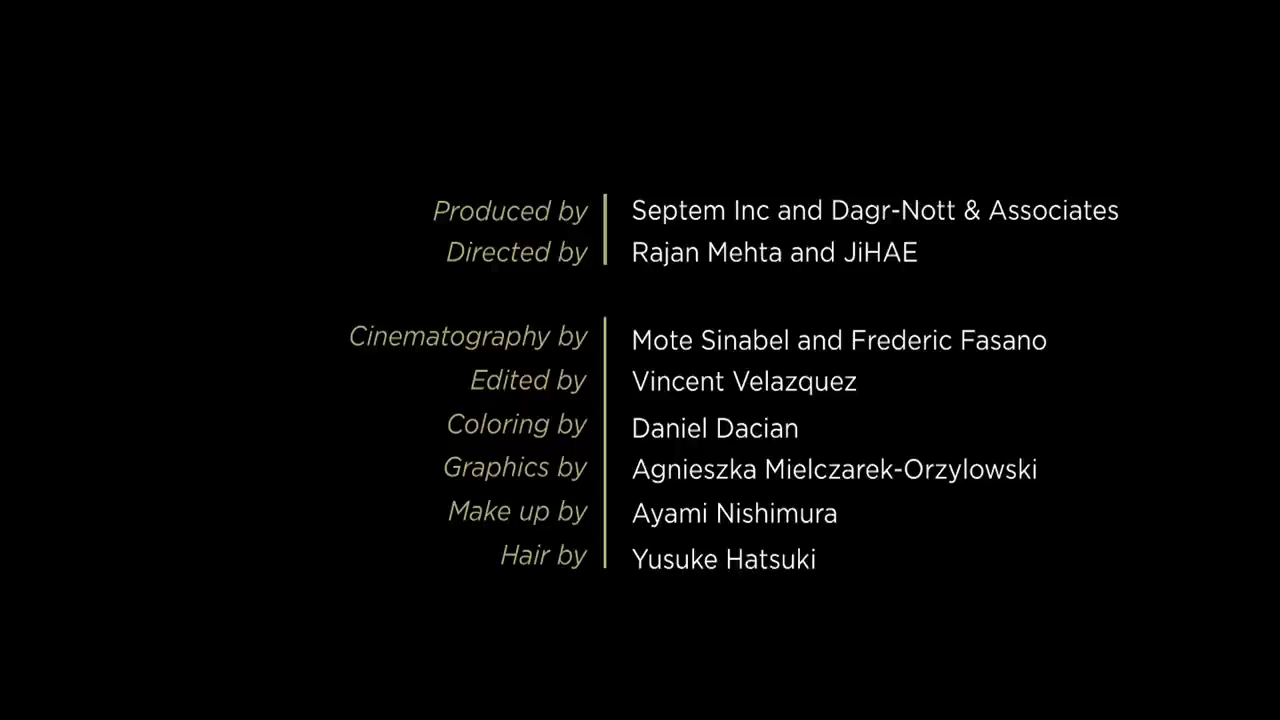 Produced by Septem Inc and Dagr-Nott & Associates
Directed by Rajan Mehta and JiHAE
Cinematography by Mote Sinabel and Frederic Fasano
Edited by Vincent Velazquez
Coloring by Daniel Dacian
Graphics by Agnieszka Mielczarek-Orzylowski
Make up by Ayami Nishimura
Hair by Yusuke Hatsuki